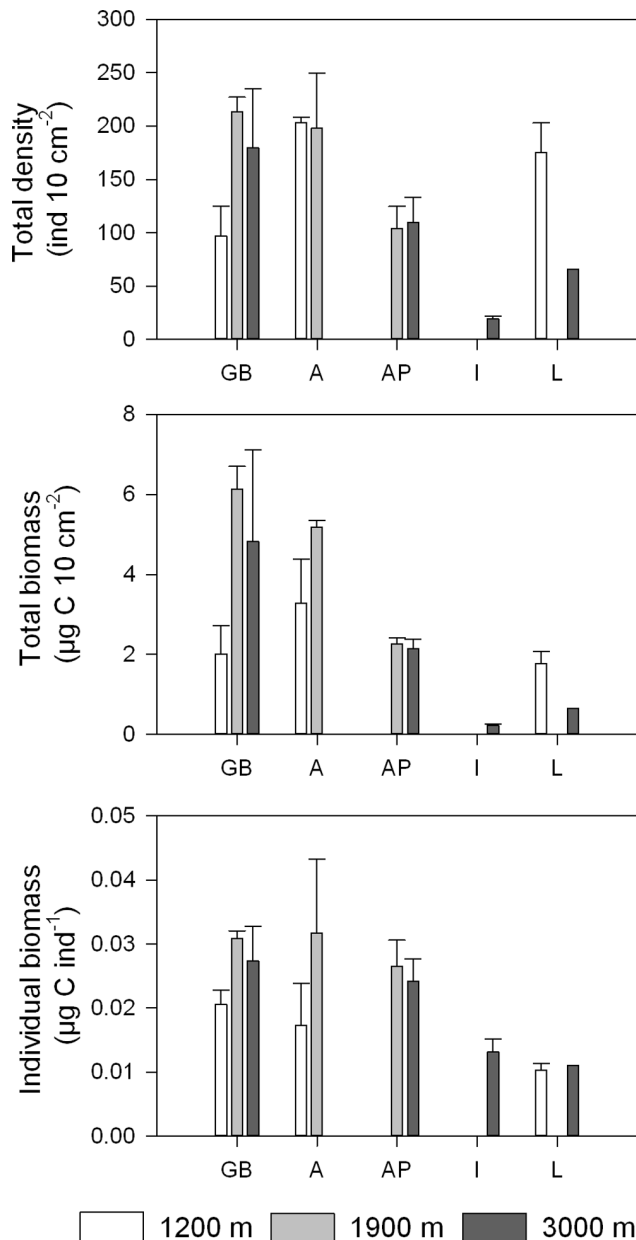 Total density
(ind 10 cm⁻²)
300
250
200
150
100
50
0
GB A AP I L
Total biomass
(µg C 10 cm⁻²)
8
6
4
2
0
GB A AP I L
Individual biomass
(µg C ind⁻¹)
0.05
0.04
0.03
0.02
0.01
0.00
GB A AP I L
1200 m 1900 m 3000 m